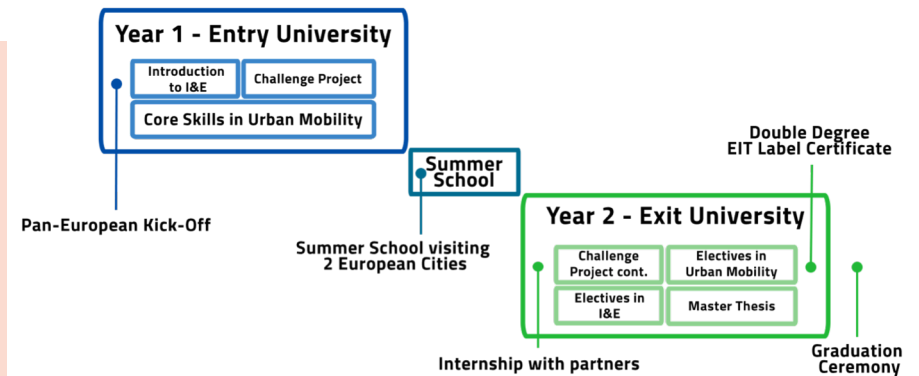 Year 1 - Entry University
Introduction
to I&E
Challenge Project
Core Skills in Urban Mobility
Pan-European Kick-Off
Summer
School
Summer School visiting
2 European Cities
Double Degree
EIT Label Certificate
Year 2 - Exit University
Challenge
Project cont.
Electives in
Urban Mobility
Electives in
I&E
Master Thesis
Internship with partners
Graduation
Ceremony